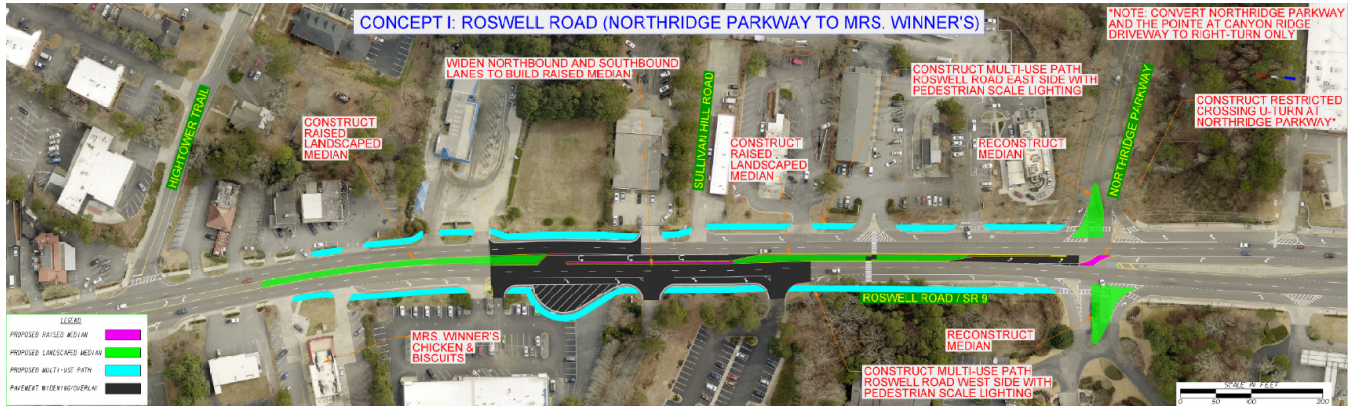 CONCEPT I: ROSWELL ROAD (NORTHRIDGE PARKWAY TO MRS. WINNER'S)
*NOTE: CONVERT NORTHRIDGE PARKWAY
AND THE POINTE AT CANYON RIDGE
DRIVEWAY TO RIGHT-TURN ONLY
HIGHTOWER TRAIL
CONSTRUCT
RAISED
LANDSCAPED
MEDIAN
WIDEN NORTHBOUND AND SOUTHBOUND
LANES TO BUILD RAISED MEDIAN
SULLIVAN HILL ROAD
CONSTRUCT
RAISED
LANDSCAPED
MEDIAN
CONSTRUCT MULTI-USE PATH
ROSWELL ROAD EAST SIDE WITH
PEDESTRIAN SCALE LIGHTING
RECONSTRUCT
MEDIAN
NORTHRIDGE PARKWAY
CONSTRUCT RESTRICTED
CROSSING U-TURN AT
NORTHRIDGE PARKWAY*
ROSWELL ROAD / SR 9
MRS. WINNER'S
CHICKEN &
BISCUITS
RECONSTRUCT
MEDIAN
CONSTRUCT MULTI-USE PATH
ROSWELL ROAD WEST SIDE WITH
PEDESTRIAN SCALE LIGHTING
LEGEND
PROPOSED RAISED MEDIAN
PROPOSED LANDSCAPED MEDIAN
PROPOSED MULTI-USE PATH
PAVEMENT WIDENING/OVERLAY
SCALE IN FEET
0 50 100 200